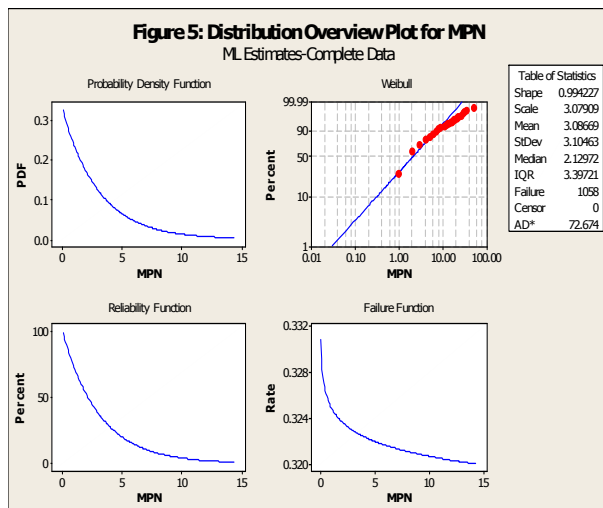 Figure 5: Distribution Overview Plot for MPN
ML Estimates-Complete Data
Probability Density Function
0.3
0.2
0.1
0.0
PDF
0
5
10
15
MPN
Weibull
99.99
90
50
10
1
Percent
0.01
0.10
1.00
10.00
100.00
MPN
Table of Statistics
Shape 0.994227
Scale 3.07909
Mean 3.08669
StDev 3.10463
Median 2.12972
IQR 3.39721
Failure 1058
Censor 0
AD* 72.674
Reliability Function
100
50
0
Percent
0
5
10
15
MPN
Failure Function
0.332
0.328
0.324
0.320
Rate
0
5
10
15
MPN